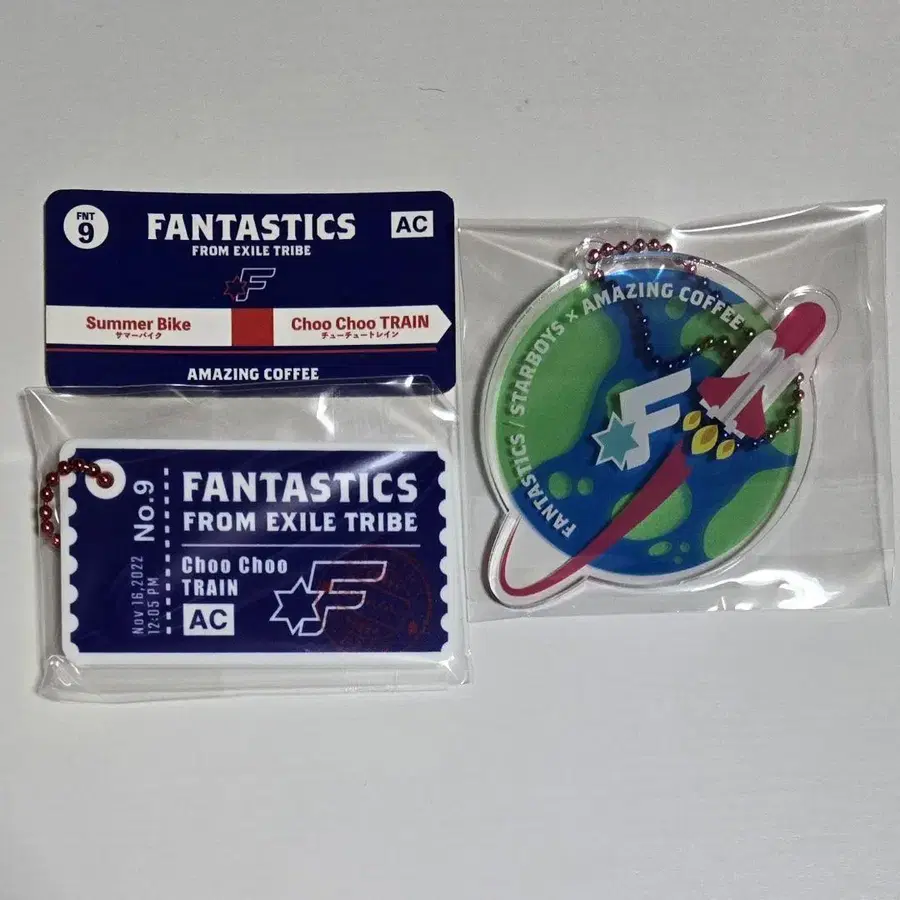 FNT
9
FANTASTICS
FROM EXILE TRIBE
AC
Summer Bike
サマーバイク
Choo Choo TRAIN
チューチュートレイン
AMAZING COFFEE
No.9
Nov 16,2022
12:05 PM
FANTASTICS
FROM EXILE TRIBE
Choo Choo
TRAIN
AC
FANTASTICS / STARBOYS × AMAZING COFFEE